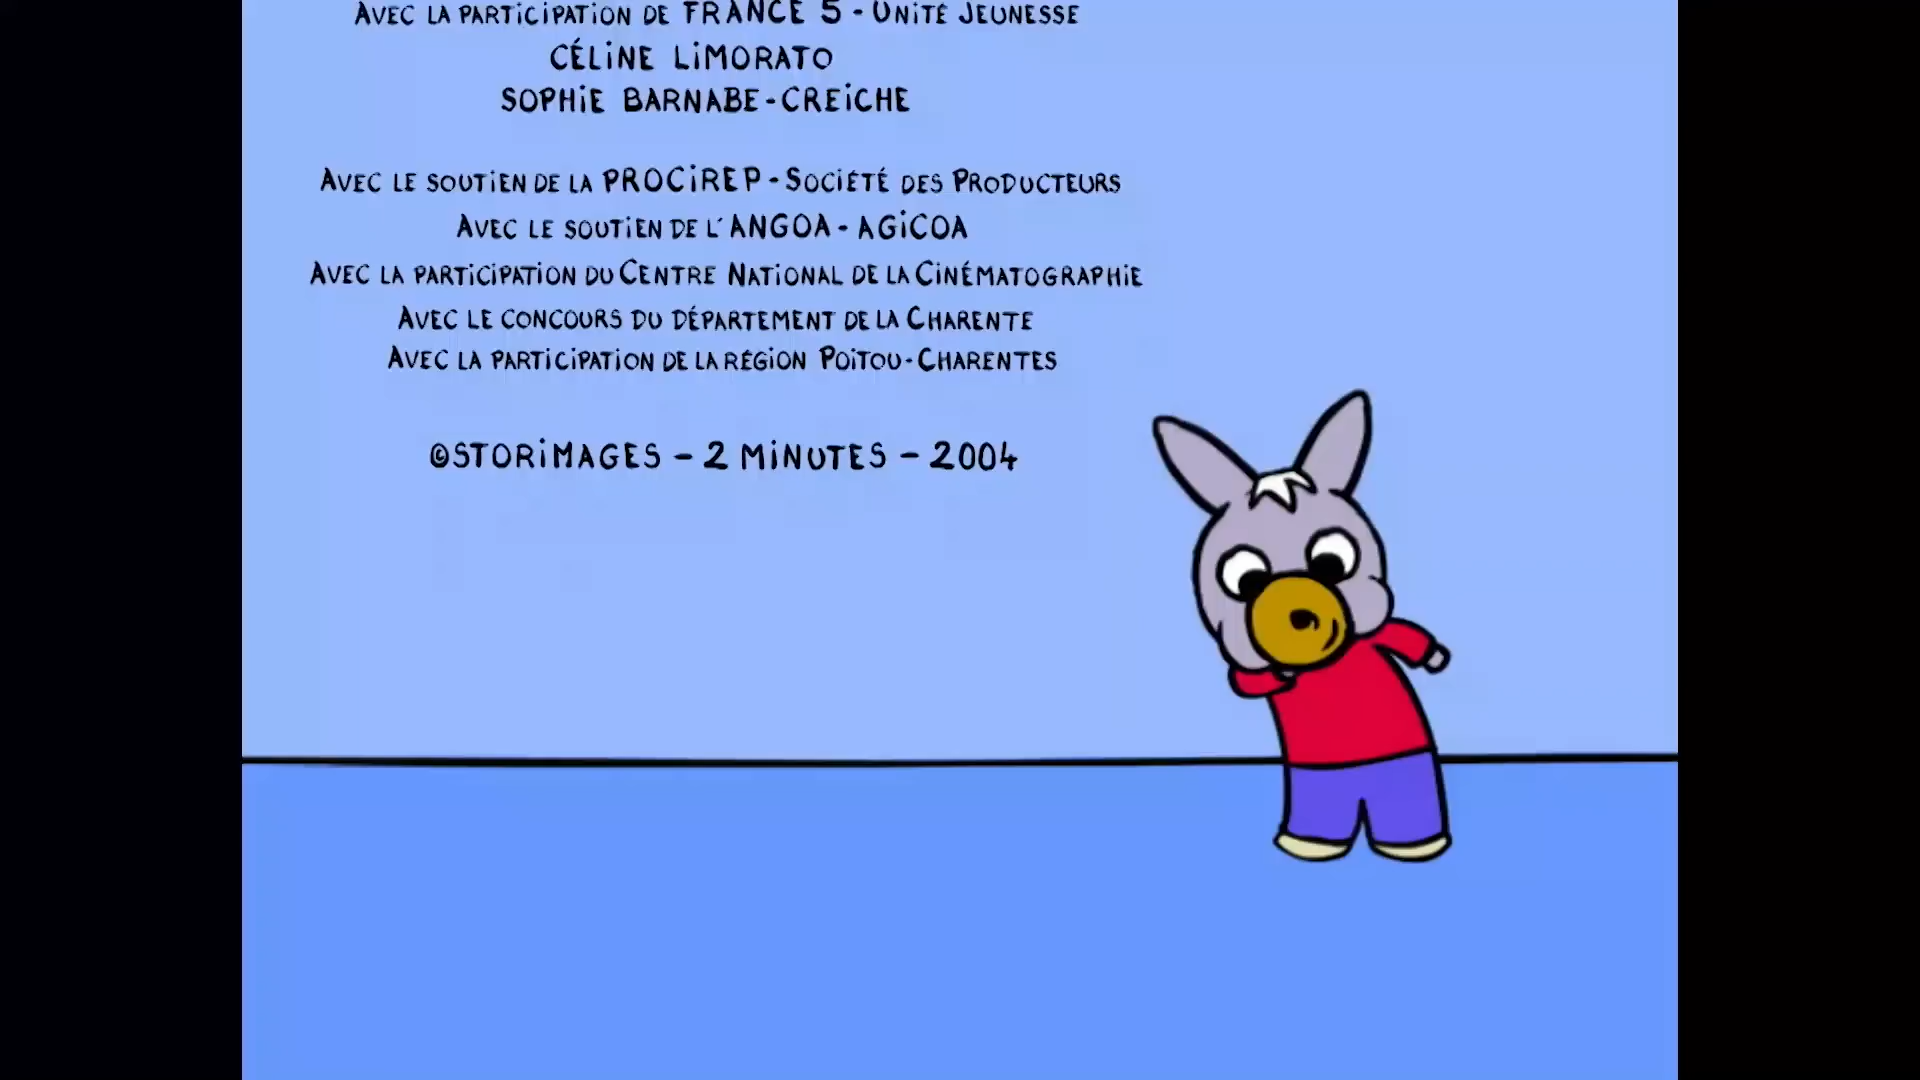 AVEC LA PARTiCiPATiON DE FRANCE 5 - UNiTÉ JEUNESSE
CÉLiNE LiMORATO
SOPHiE BARNABE - CREiCHE
AVEC LE SOUTiEN DE LA PROCiREP - SOCiÉTÉ DES PRODUCTEURS
AVEC LE SOUTiEN DE L'ANGOA - AGiCOA
AVEC LA PARTiCiPATiON DU CENTRE NATiONAL DE LA CiNÉMATOGRAPHiE
AVEC LE CONCOURS DU DÉPARTEMENT DE LA CHARENTE
AVEC LA PARTiCiPATiON DE LA RÉGiON POiTOU - CHARENTES
©STORiMAGES - 2 MiNUTES - 2004